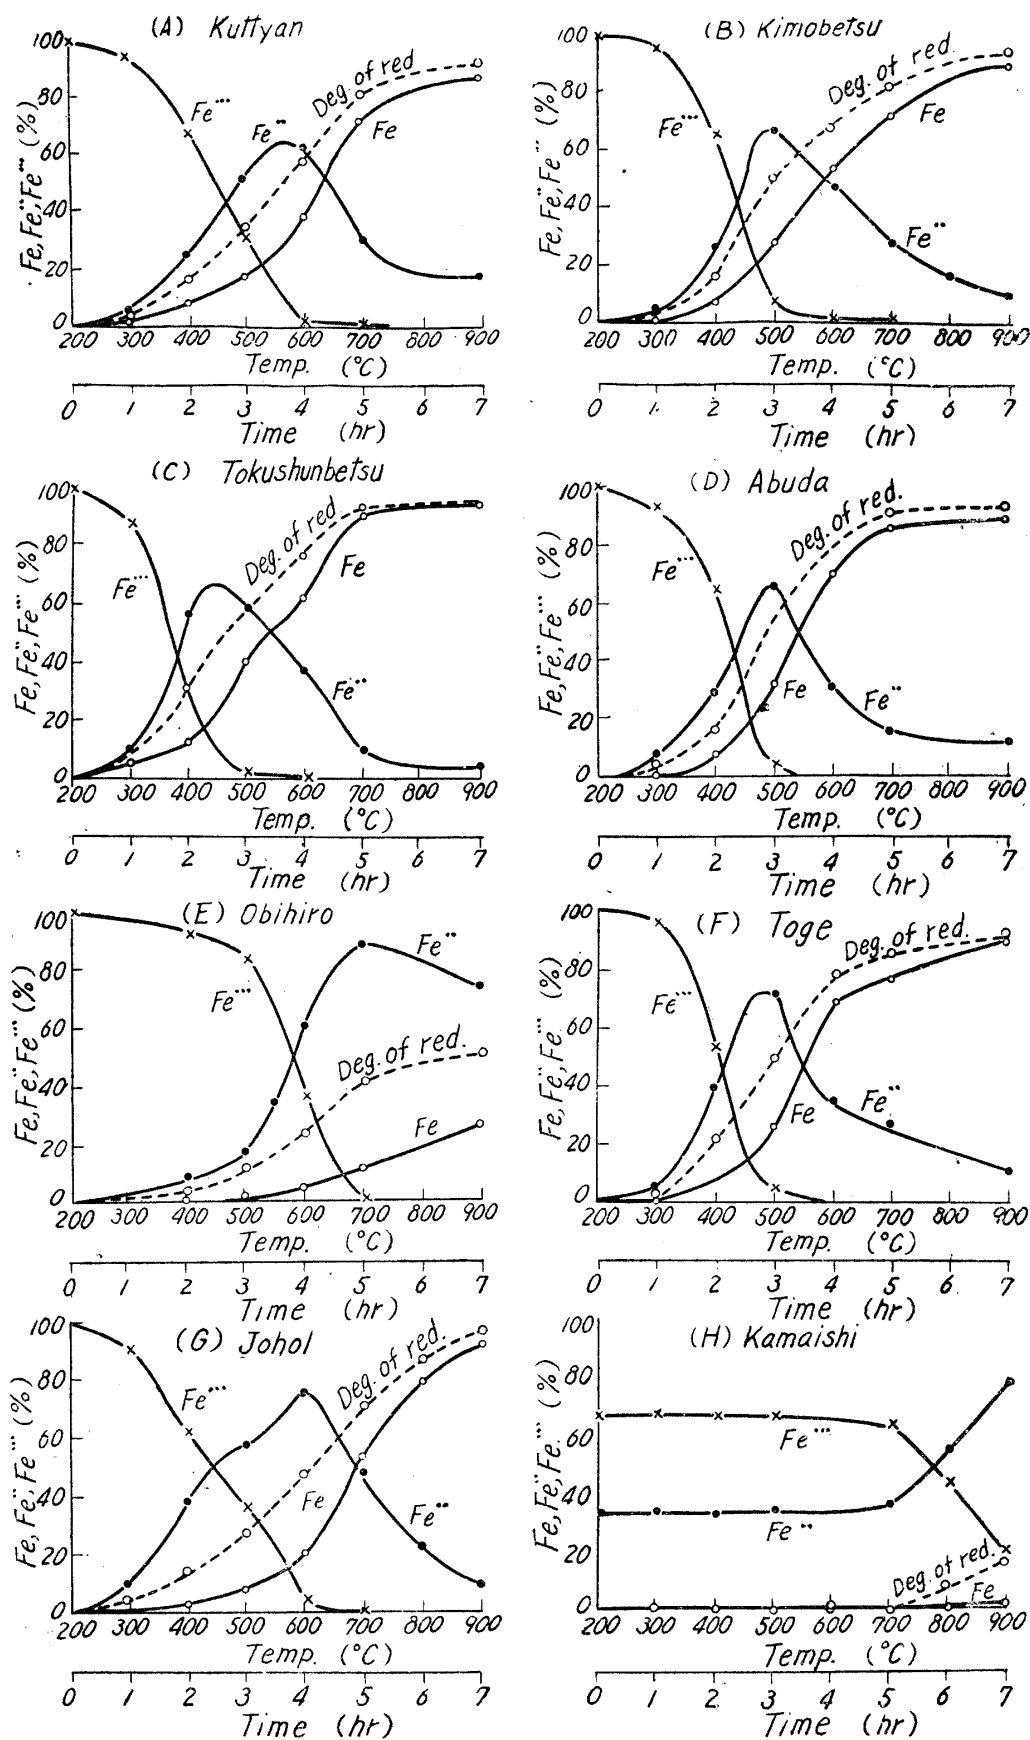 (A) Kuttyan
Fe, Fe¨, Fe⋯ (%)
100
80
60
40
20
0
Fe⋯
Fe¨
Deg. of red.
Fe
200 300 400 500 600 700 800 900
Temp. (°C)
0 1 2 3 4 5 6 7
Time (hr)
(B) Kimobetsu
Fe, Fe¨, Fe⋯ (%)
100
80
60
40
20
0
Fe⋯
Deg. of red.
Fe
Fe¨
200 300 400 500 600 700 800 900
Temp. (°C)
0 1 2 3 4 5 6 7
Time (hr)
(C) Tokushunbetsu
Fe, Fe¨, Fe⋯ (%)
100
80
60
40
20
0
Fe⋯
Deg. of red.
Fe
Fe¨
200 300 400 500 600 700 800 900
Temp. (°C)
0 1 2 3 4 5 6 7
Time (hr)
(D) Abuda
Fe, Fe¨, Fe⋯ (%)
100
80
60
40
20
0
Fe⋯
Deg. of red.
Fe
Fe¨
200 300 400 500 600 700 800 900
Temp. (°C)
0 1 2 3 4 5 6 7
Time (hr)
(E) Obihiro
Fe, Fe¨, Fe⋯ (%)
100
80
60
40
20
0
Fe⋯
Fe¨
Deg. of red.
Fe
200 300 400 500 600 700 800 900
Temp. (°C)
0 1 2 3 4 5 6 7
Time (hr)
(F) Toge
Fe, Fe¨, Fe⋯ (%)
100
80
60
40
20
0
Fe⋯
Deg. of red.
Fe
Fe¨
200 300 400 500 600 700 800 900
Temp. (°C)
0 1 2 3 4 5 6 7
Time (hr)
(G) Johol
Fe, Fe¨, Fe⋯ (%)
100
80
60
40
20
0
Fe⋯
Deg. of red.
Fe
Fe¨
200 300 400 500 600 700 800 900
Temp. (°C)
0 1 2 3 4 5 6 7
Time (hr)
(H) Kamaishi
Fe, Fe¨, Fe⋯ (%)
100
80
60
40
20
0
Fe⋯
Fe¨
Deg. of red.
Fe
200 300 400 500 600 700 800 900
Temp. (°C)
0 1 2 3 4 5 6 7
Time (hr)